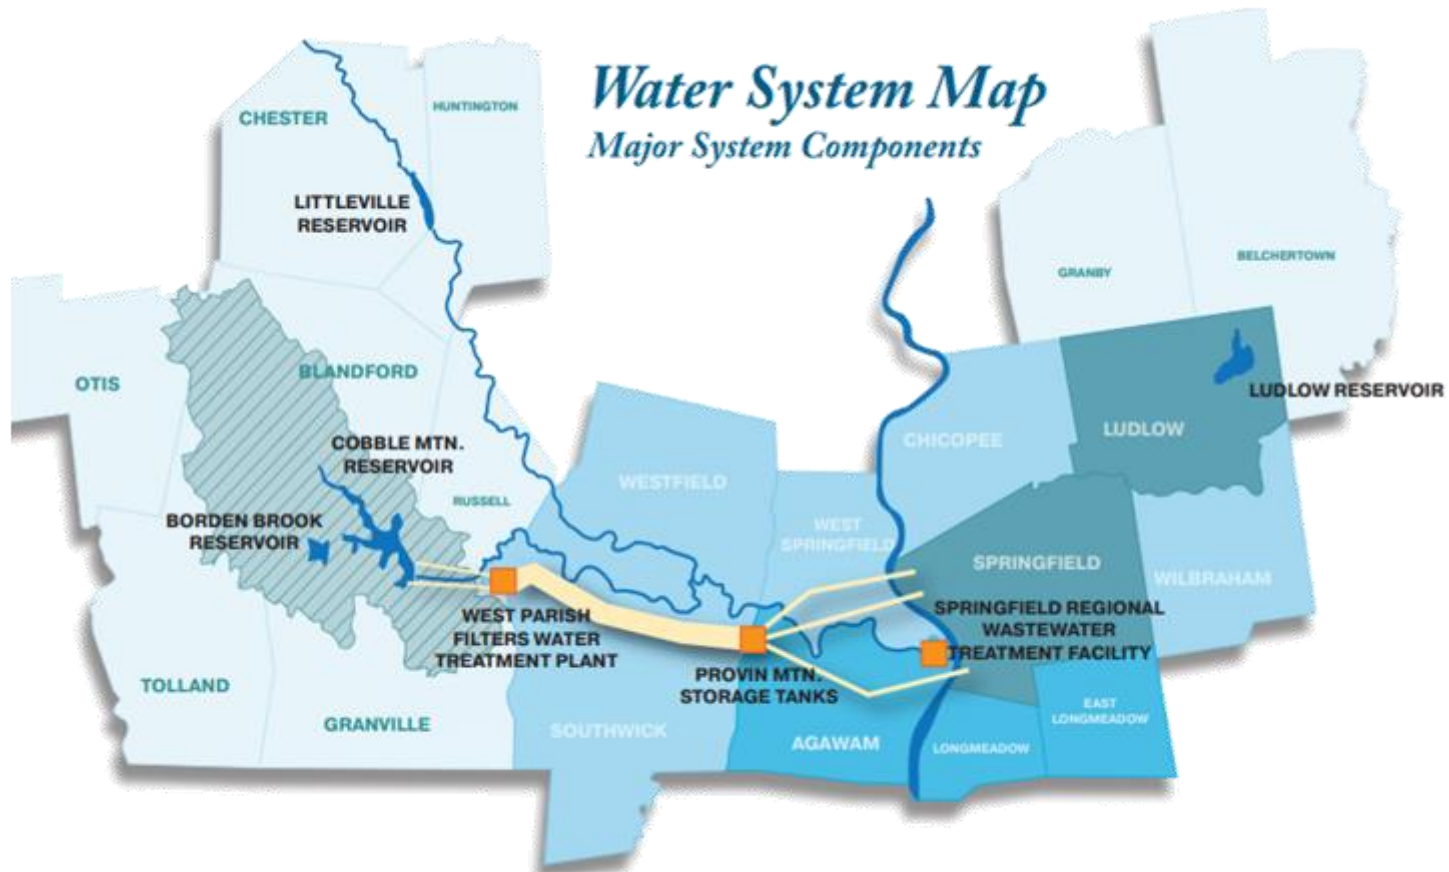 Water System Map
Major System Components
CHESTER
HUNTINGTON
LITTLEVILLE
RESERVOIR
GRANBY
BELCHERTOWN
OTIS
BLANDFORD
LUDLOW RESERVOIR
LUDLOW
CHICOPEE
COBBLE MTN.
RESERVOIR
WESTFIELD
RUSSELL
BORDEN BROOK
RESERVOIR
WEST
SPRINGFIELD
SPRINGFIELD
WILBRAHAM
WEST PARISH
FILTERS WATER
TREATMENT PLANT
SPRINGFIELD REGIONAL
WASTEWATER
TREATMENT FACILITY
PROVIN MTN.
STORAGE TANKS
TOLLAND
GRANVILLE
SOUTHWICK
AGAWAM
LONGMEADOW
EAST
LONGMEADOW